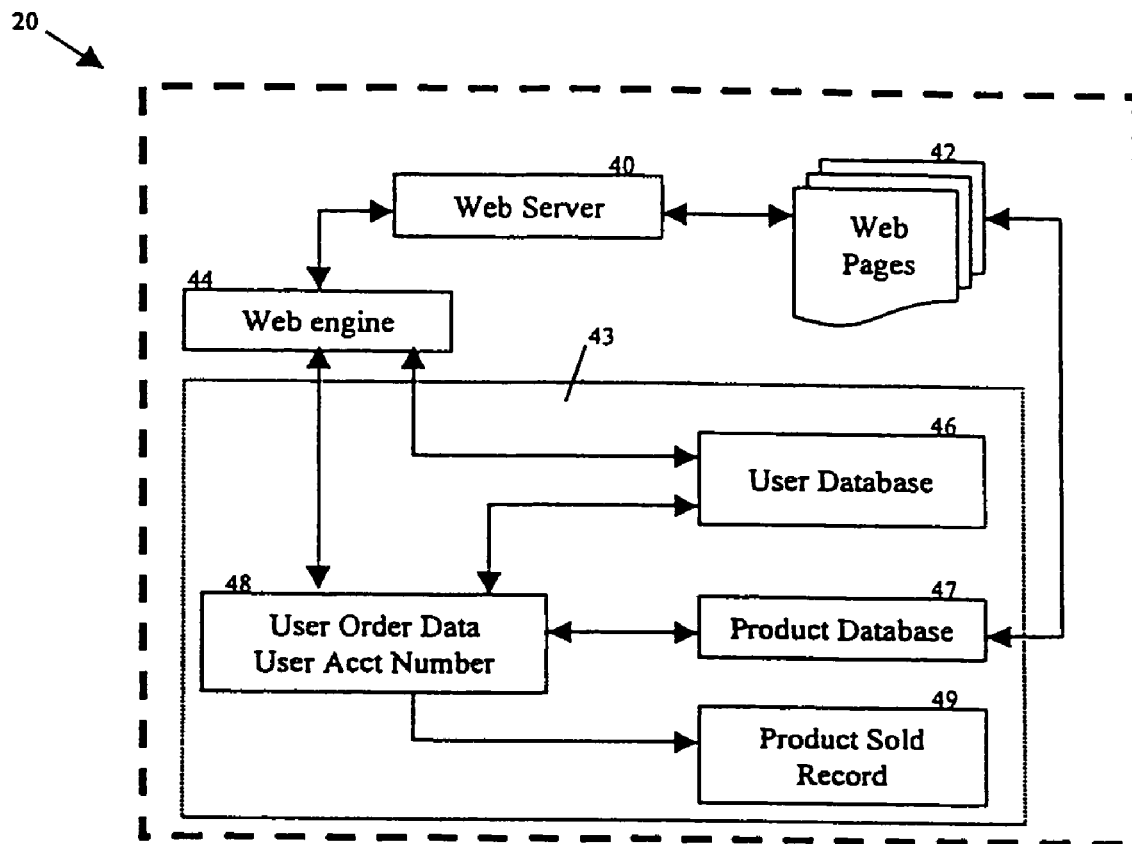 20
40
Web Server
42
Web
Pages
44
Web engine
43
46
User Database
48
User Order Data
User Acct Number
47
Product Database
49
Product Sold
Record